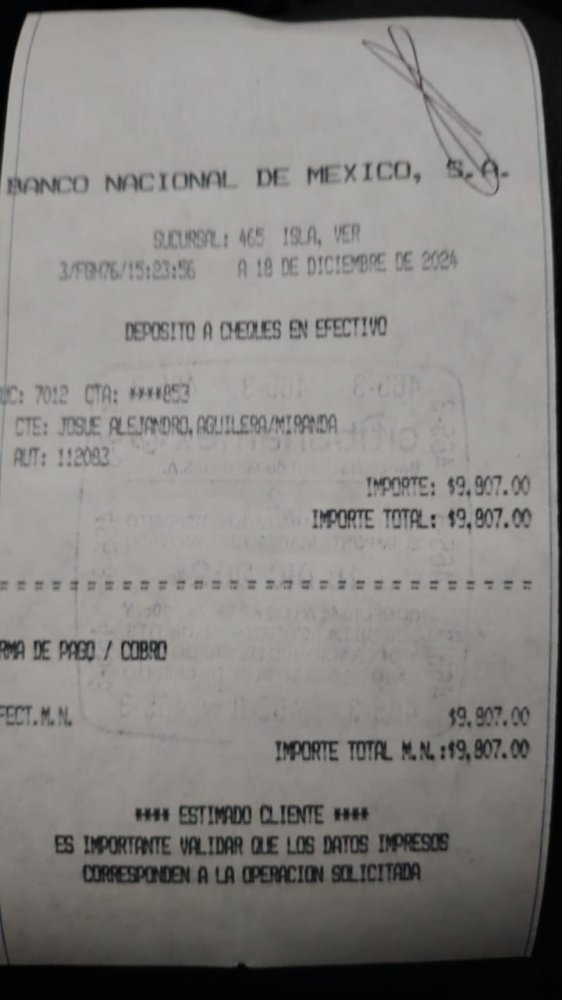 BANCO NACIONAL DE MEXICO, S.A.
SUCURSAL: 465 ISLA, VER
3/FGH76/15:23:56 A 18 DE DICIEMBRE DE 2024
DEPOSITO A CHEQUES EN EFECTIVO
UC: 7012 CTA: ****853
CTE: JOSUE ALEJANDRO,AGUILERA/MIRANDA
AUT: 112083
IMPORTE: $9,807.00
IMPORTE TOTAL: $9,807.00
RMA DE PAGO / COBRO
FECT.M.N. $9,807.00
IMPORTE TOTAL M.N.:$9,807.00
**** ESTIMADO CLIENTE ****
ES IMPORTANTE VALIDAR QUE LOS DATOS IMPRESOS
CORRESPONDEN A LA OPERACION SOLICITADA